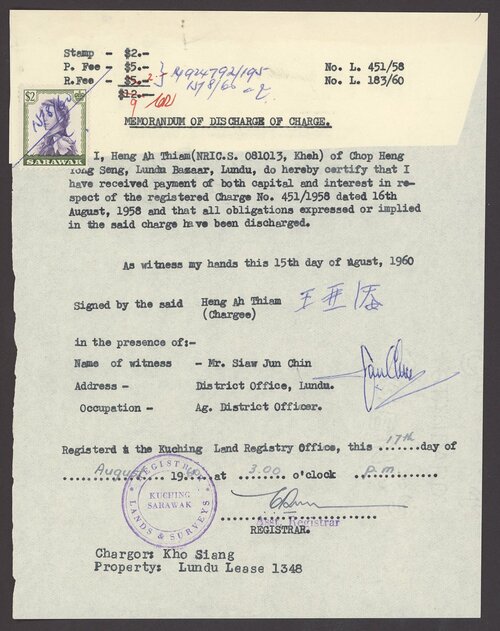 Stamp - $2.-
P. Fee - $5.-
R.Fee - $5.-
$12.-
9
No. L. 451/58
No. L. 183/60
$2
SARAWAK
MEMORANDUM OF DISCHARGE OF CHARGE.
I, Heng Ah Thiam(NRIC.S. 081013, Kheh) of Chop Heng
Yong Seng, Lundu Bazaar, Lundu, do hereby certify that I
have received payment of both capital and interest in re-
spect of the registered Charge No. 451/1958 dated 16th
August, 1958 and that all obligations expressed or implied
in the said charge have been discharged.
As witness my hands this 15th day of August, 1960
Signed by the said Heng Ah Thiam
(Chargee)
in the presence of:-
Name of witness - Mr. Siaw Jun Chin
Address - District Office, Lundu.
Occupation - Ag. District Officer.
Registerd a the Kuching Land Registry Office, this 17th day of
August 1960 at 3.00 o'clock p.m.
REGISTRY
KUCHING
SARAWAK
LANDS & SURVEYS
Asst. Registrar
REGISTRAR.
Chargor: Kho Siang
Property: Lundu Lease 1348